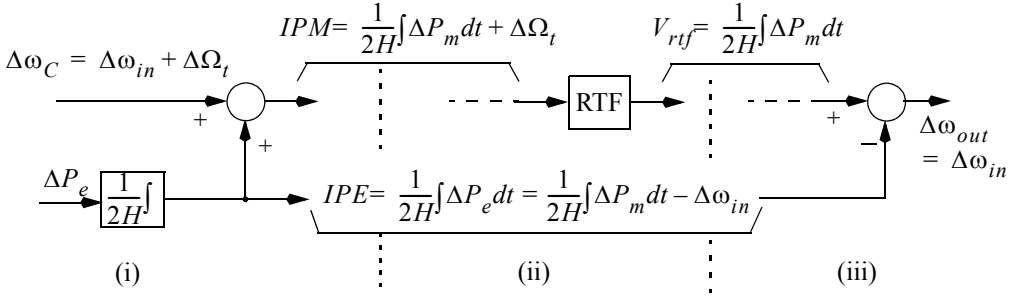 IPM = 1/2H ∫ΔP_m dt + ΔΩ_t
V_rtf = 1/2H ∫ΔP_m dt
Δω_C = Δω_in + ΔΩ_t
+
+
RTF
+
−
Δω_out
= Δω_in
ΔP_e
1/2H ∫
IPE = 1/2H ∫ΔP_e dt = 1/2H ∫ΔP_m dt − Δω_in
(i)
(ii)
(iii)